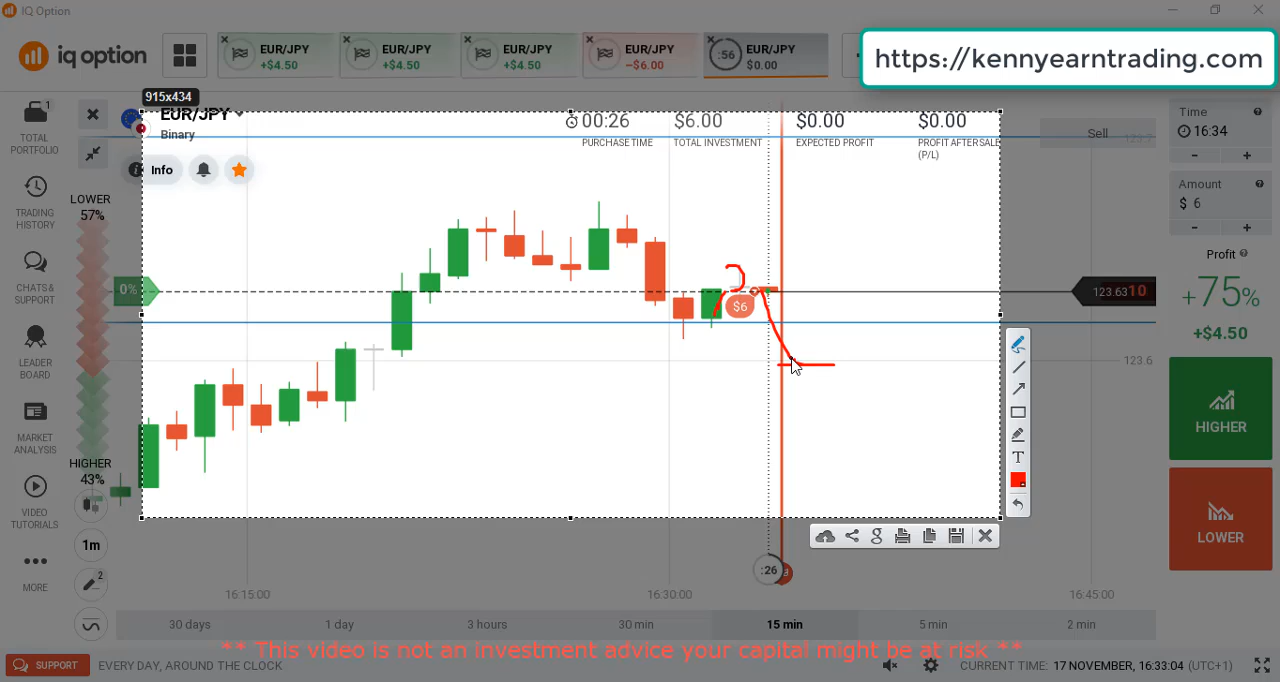 IQ Option
iq option
EUR/JPY
+$4.50
EUR/JPY
+$4.50
EUR/JPY
+$4.50
EUR/JPY
−$6.00
:56
EUR/JPY
$0.00
https://kennyearntrading.com
1
TOTAL
PORTFOLIO
TRADING
HISTORY
CHATS &
SUPPORT
LEADER
BOARD
MARKET
ANALYSIS
VIDEO
TUTORIALS
MORE
915x434
EUR/JPY
Binary
Info
00:26
PURCHASE TIME
$6.00
TOTAL INVESTMENT
$0.00
EXPECTED PROFIT
$0.00
PROFIT AFTER SALE
(P/L)
Sell
123.7
LOWER
57%
0%
HIGHER
43%
$6
123.6310
123.6
T
:26
1m
2
16:15:00
16:30:00
16:45:00
30 days
1 day
3 hours
30 min
15 min
5 min
2 min
Time
16:34
-
+
Amount
$ 6
-
+
Profit
+75%
+$4.50
HIGHER
LOWER
** This video is not an investment advice your capital might be at risk **
SUPPORT
EVERY DAY, AROUND THE CLOCK
CURRENT TIME: 17 NOVEMBER, 16:33:04 (UTC+1)